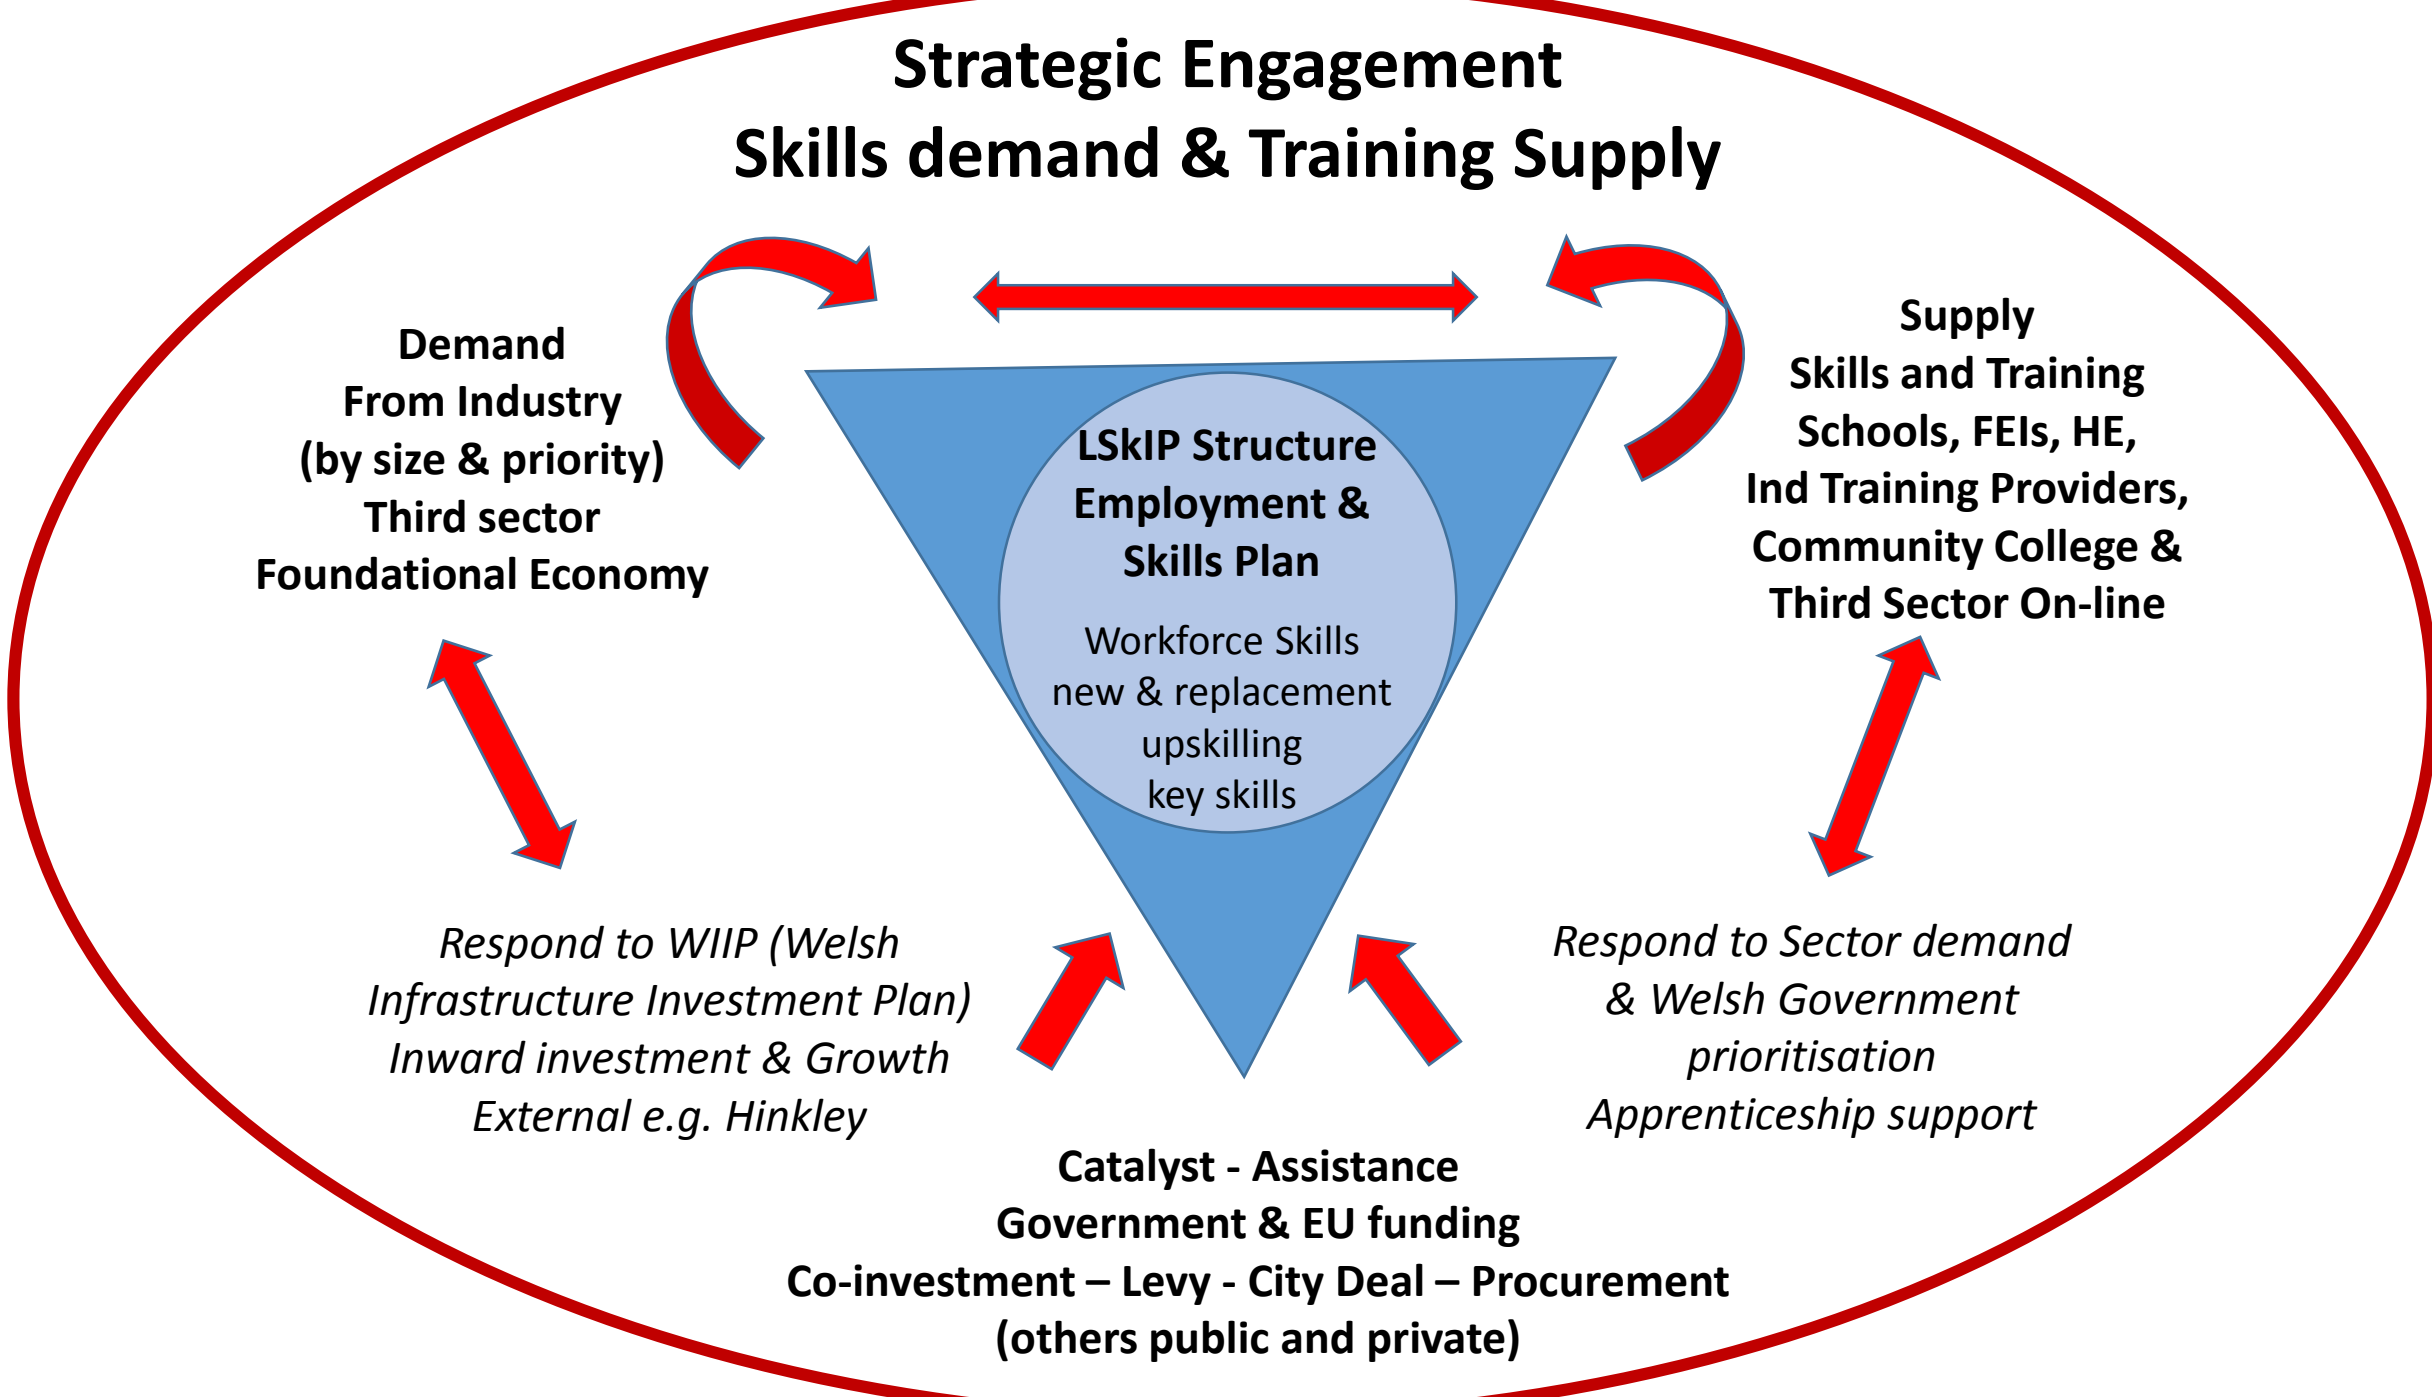 Strategic Engagement
Skills demand & Training Supply
Demand
From Industry
(by size & priority)
Third sector
Foundational Economy
LSkIP Structure
Employment &
Skills Plan
Workforce Skills
new & replacement
upskilling
key skills
Supply
Skills and Training
Schools, FEIs, HE,
Ind Training Providers,
Community College &
Third Sector On-line
Respond to WIIP (Welsh
Infrastructure Investment Plan)
Inward investment & Growth
External e.g. Hinkley
Respond to Sector demand
& Welsh Government
prioritisation
Apprenticeship support
Catalyst - Assistance
Government & EU funding
Co-investment – Levy - City Deal – Procurement
(others public and private)